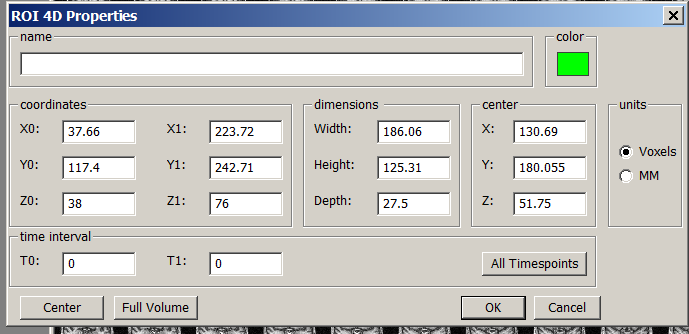 ROI 4D Properties
name
color
coordinates
dimensions
center
units
X0: 37.66 X1: 223.72 Width: 186.06 X: 130.69
Voxels
Y0: 117.4 Y1: 242.71 Height: 125.31 Y: 180.055
MM
Z0: 38 Z1: 76 Depth: 27.5 Z: 51.75
time interval
T0: 0 T1: 0 All Timespoints
Center Full Volume OK Cancel